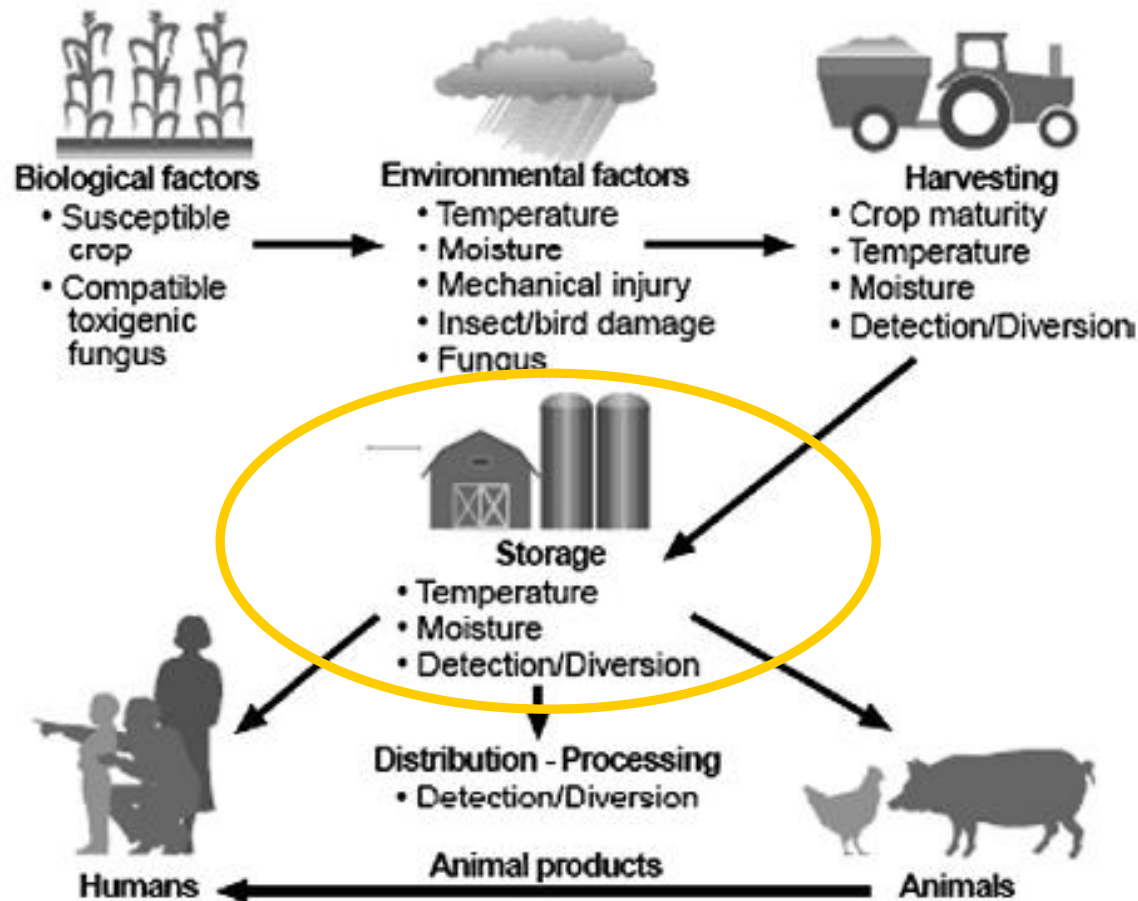 Biological factors
• Susceptible
crop
• Compatible
toxigenic
fungus
Environmental factors
• Temperature
• Moisture
• Mechanical injury
• Insect/bird damage
• Fungus
Harvesting
• Crop maturity
• Temperature
• Moisture
• Detection/Diversion
Storage
• Temperature
• Moisture
• Detection/Diversion
Distribution - Processing
• Detection/Diversion
Animal products
Humans
Animals